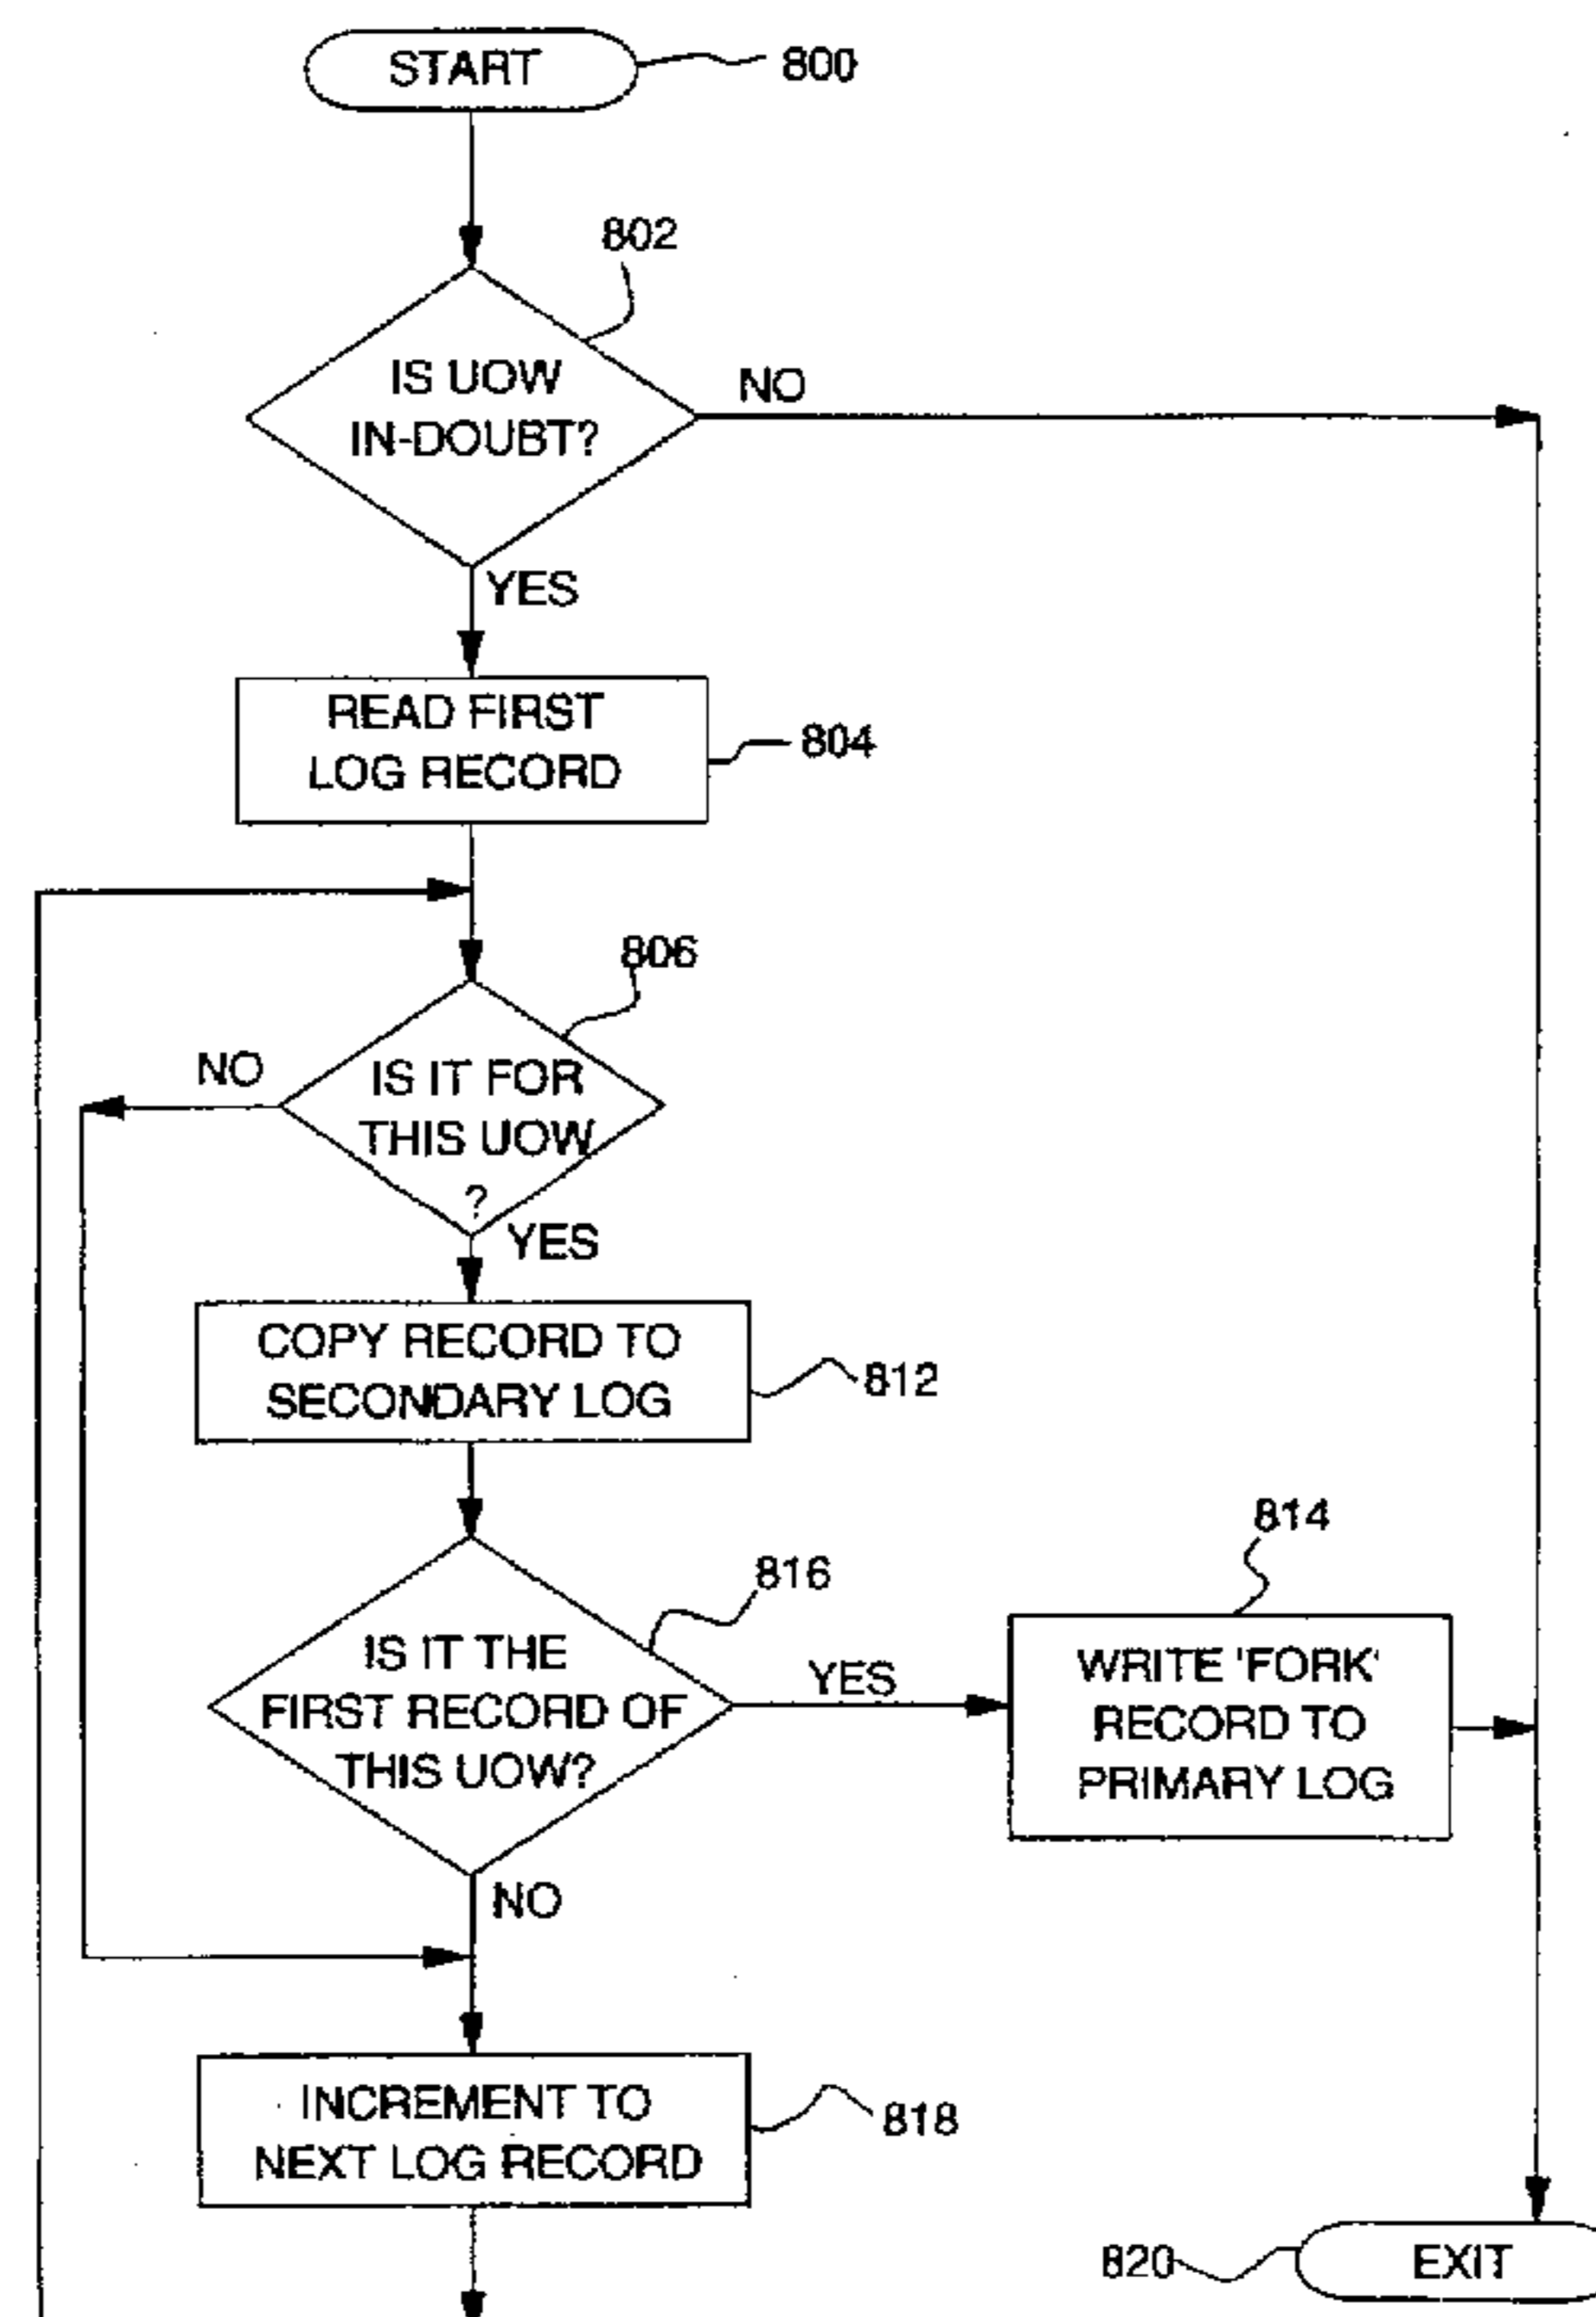 START
800
802
IS UOW
IN-DOUBT?
NO
YES
READ FIRST
LOG RECORD
804
806
NO
IS IT FOR
THIS UOW
?
YES
COPY RECORD TO
SECONDARY LOG
812
814
816
IS IT THE
FIRST RECORD OF
THIS UOW?
YES
WRITE 'FORK'
RECORD TO
PRIMARY LOG
NO
INCREMENT TO
NEXT LOG RECORD
818
820
EXIT